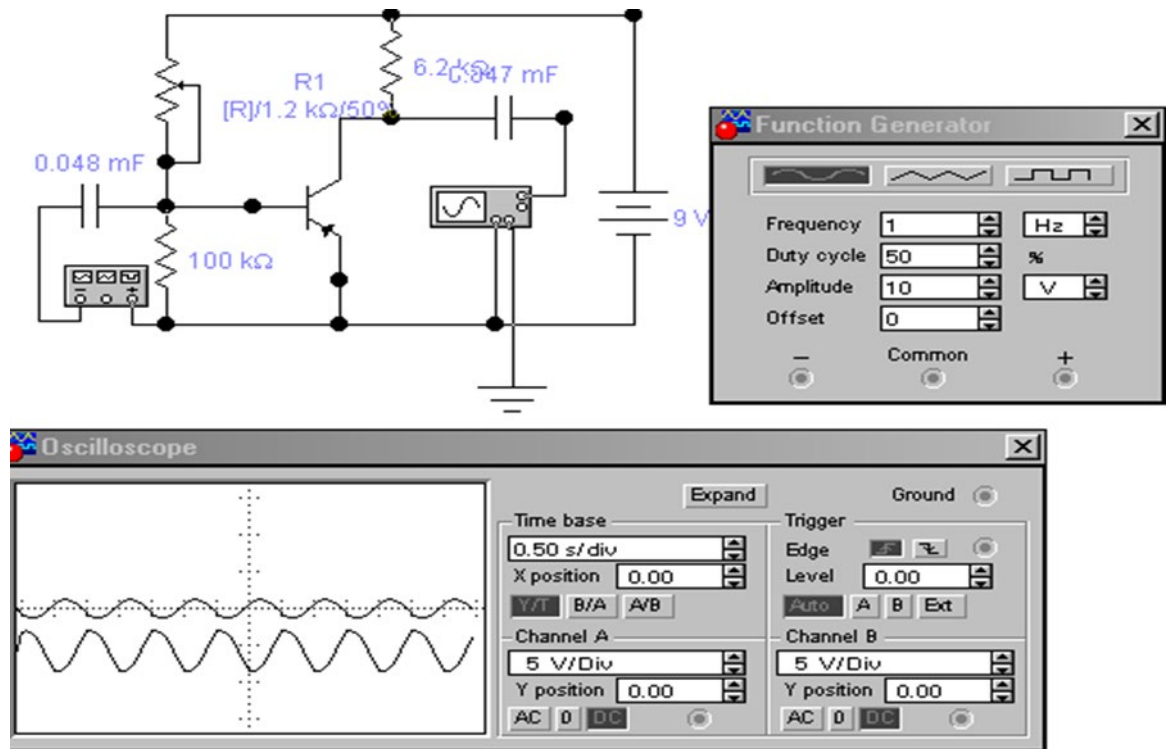 6.2 kΩ
0.047 mF
R1
[R]/1.2 kΩ/50%
0.048 mF
100 kΩ
9 V
Function Generator
Frequency 1 Hz
Duty cycle 50 %
Amplitude 10 V
Offset 0
− Common +
Oscilloscope
Expand Ground
Time base
0.50 s/div
X position 0.00
Y/T B/A A/B
Trigger
Edge
Level 0.00
Auto A B Ext
Channel A
5 V/Div
Y position 0.00
AC 0 DC
Channel B
5 V/Div
Y position 0.00
AC 0 DC